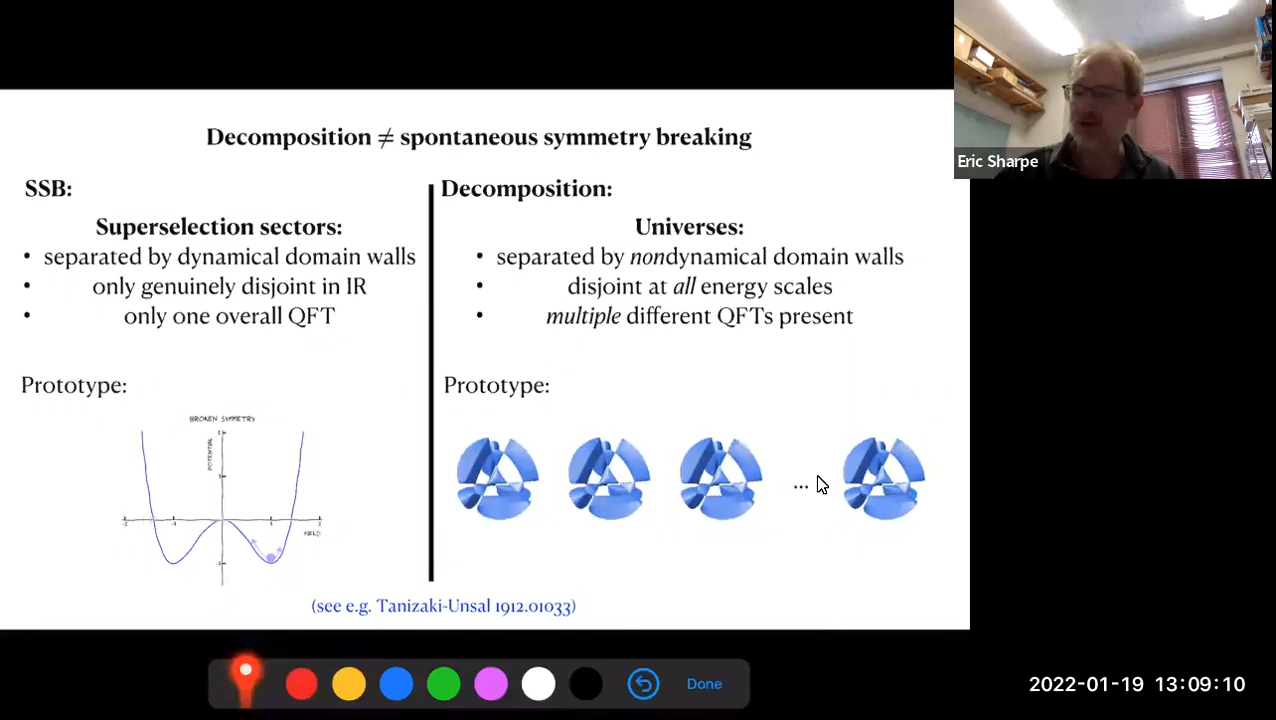 Decomposition ≠ spontaneous symmetry breaking
SSB:
Superselection sectors:
• separated by dynamical domain walls
• only genuinely disjoint in IR
• only one overall QFT
Prototype:
BROKEN SYMMETRY
POTENTIAL
FIELD
Decomposition:
Universes:
• separated by nondynamical domain walls
• disjoint at all energy scales
• multiple different QFTs present
Prototype:
...
(see e.g. Tanizaki-Unsal 1912.01033)
Eric Sharpe
Done
2022-01-19 13:09:10